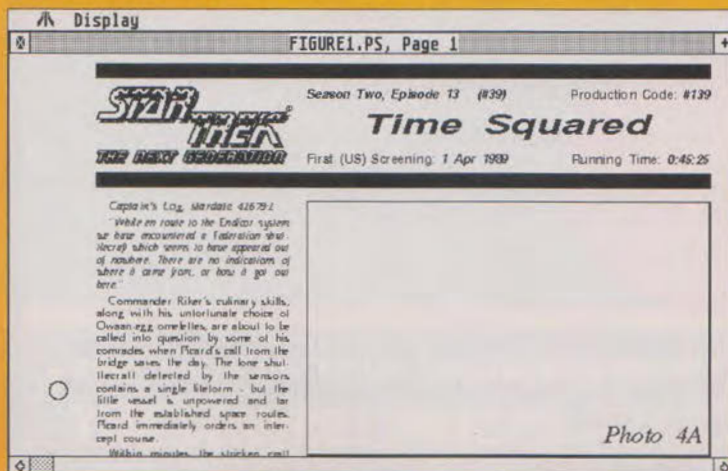 Display
FIGURE1.PS, Page 1
STAR TREK®
THE NEXT GENERATION
Season Two, Episode 13 (#39) Production Code: #139
Time Squared
First (US) Screening: 1 Apr 1989 Running Time: 0:45:25
Captain's Log, stardate 42679.2
"While en route to the Endicor system
we have encountered a Federation shut-
tlecraft which seems to have appeared out
of nowhere. There are no indications of
where it came from, or how it got out
here."
Commander Riker's culinary skills,
along with his unfortunate choice of
Owaan egg omelettes, are about to be
called into question by some of his
comrades when Picard's call from the
bridge saves the day. The lone shut-
tlecraft detected by the sensors
contains a single lifeform - but the
little vessel is unpowered and far
from the established space routes.
Picard immediately orders an inter-
cept course.
Within minutes the stricken craft
Photo 4A